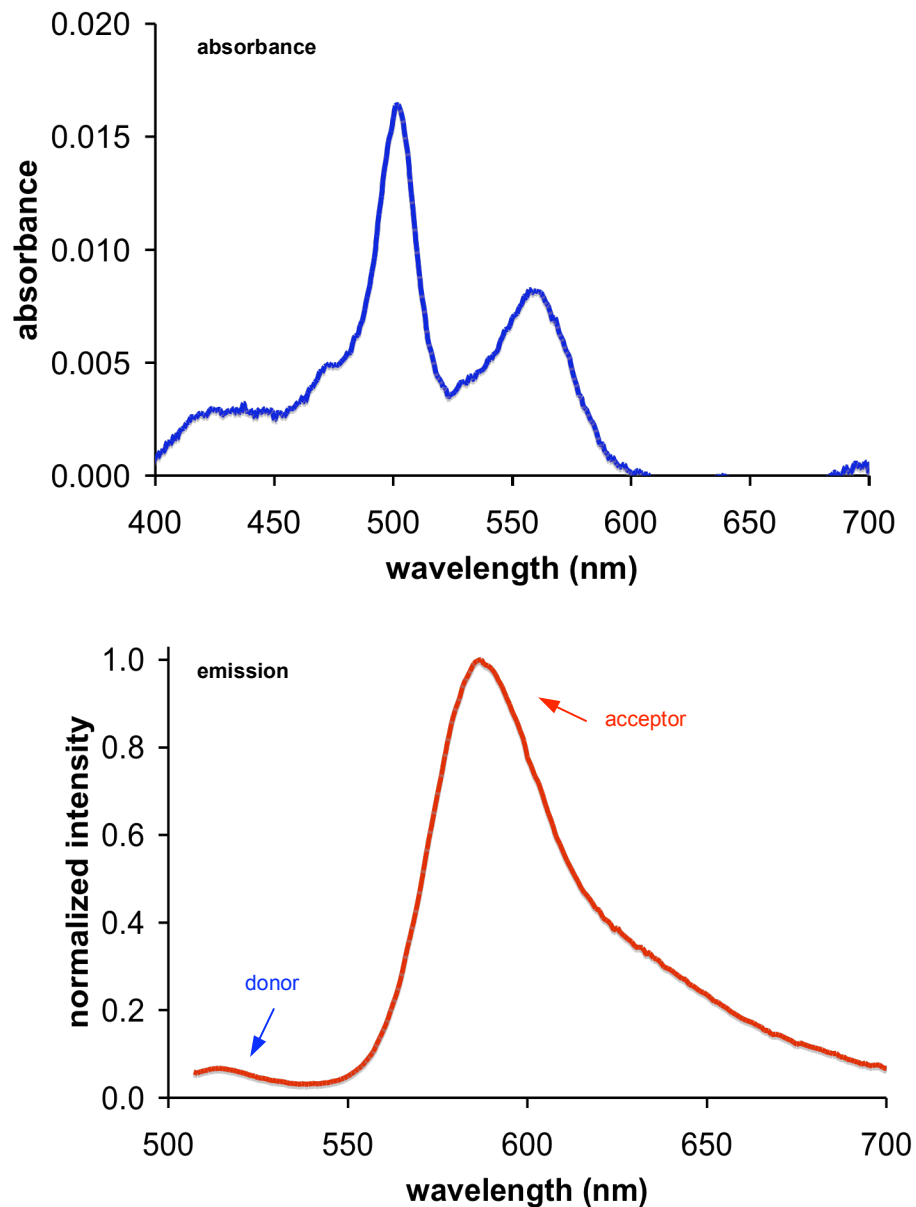 0.020
absorbance
0.015
absorbance
0.010
0.005
0.000
400 450 500 550 600 650 700
wavelength (nm)
1.0
emission
acceptor
0.8
normalized intensity
0.6
0.4
donor
0.2
0.0
500 550 600 650 700
wavelength (nm)